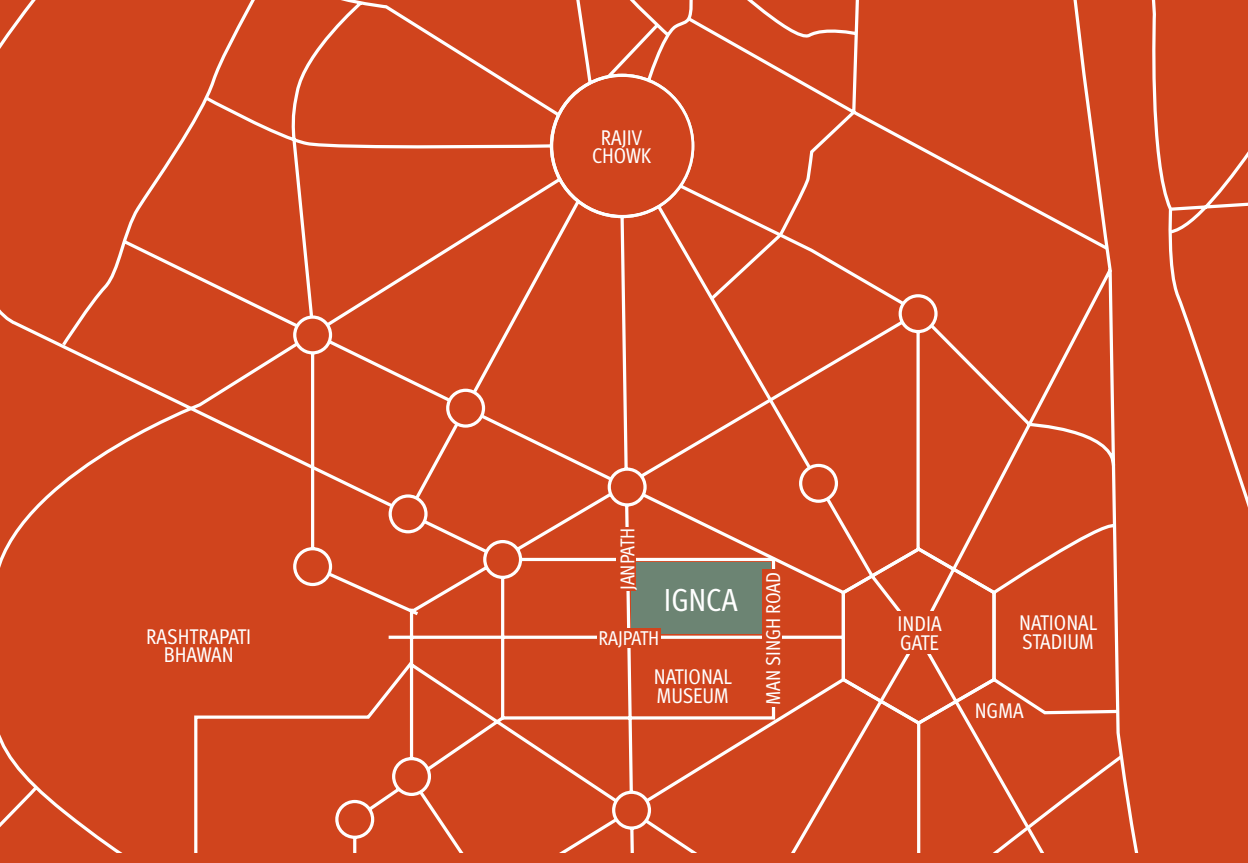 RAJIV
CHOWK
JANPATH
IGNCA
MAN SINGH ROAD
RAJPATH
RASHTRAPATI
BHAWAN
INDIA
GATE
NATIONAL
STADIUM
NATIONAL
MUSEUM
NGMA